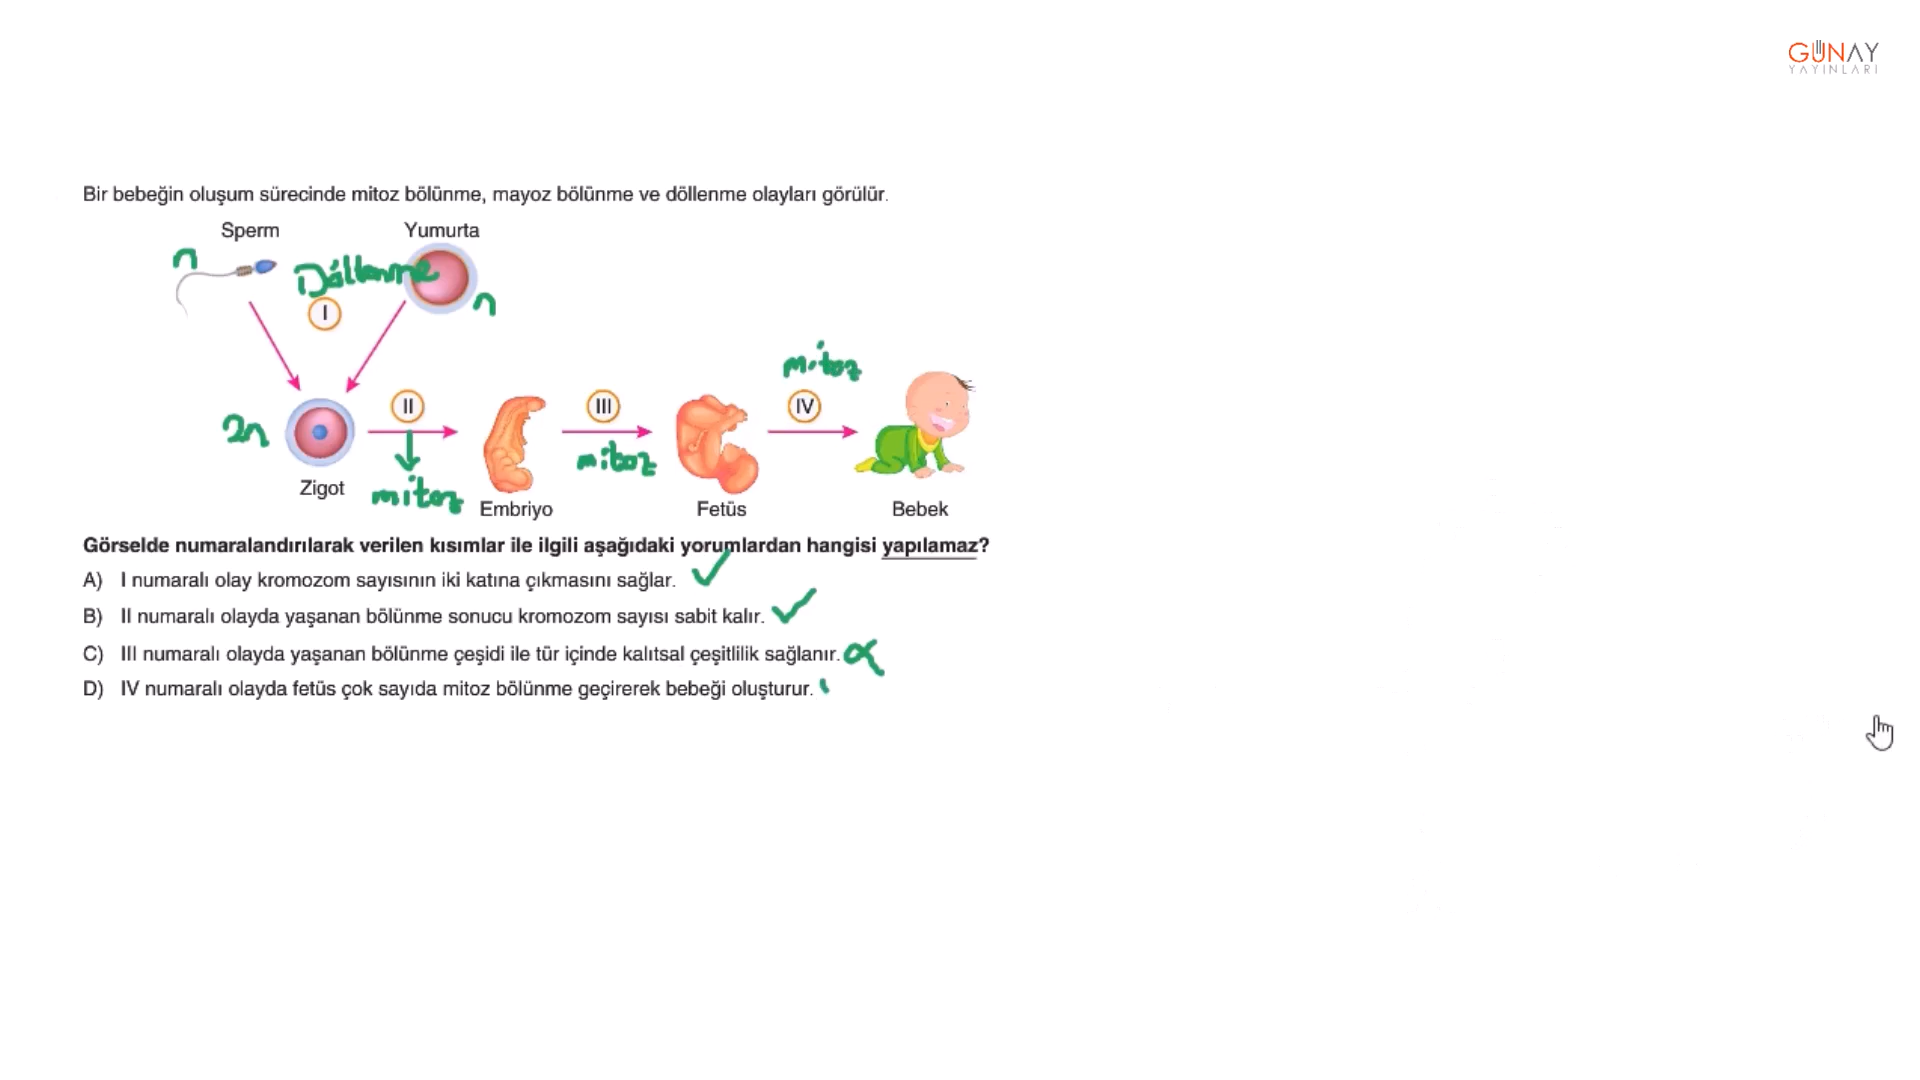 GÜNAY
YAYINLARI
Bir bebeğin oluşum sürecinde mitoz bölünme, mayoz bölünme ve döllenme olayları görülür.
Sperm Yumurta
n Döllenme n
I
mitoz
2n II III IV
mitoz mitoz
Zigot Embriyo Fetüs Bebek
Görselde numaralandırılarak verilen kısımlar ile ilgili aşağıdaki yorumlardan hangisi yapılamaz?
A) I numaralı olay kromozom sayısının iki katına çıkmasını sağlar.
B) II numaralı olayda yaşanan bölünme sonucu kromozom sayısı sabit kalır.
C) III numaralı olayda yaşanan bölünme çeşidi ile tür içinde kalıtsal çeşitlilik sağlanır.
D) IV numaralı olayda fetüs çok sayıda mitoz bölünme geçirerek bebeği oluşturur.